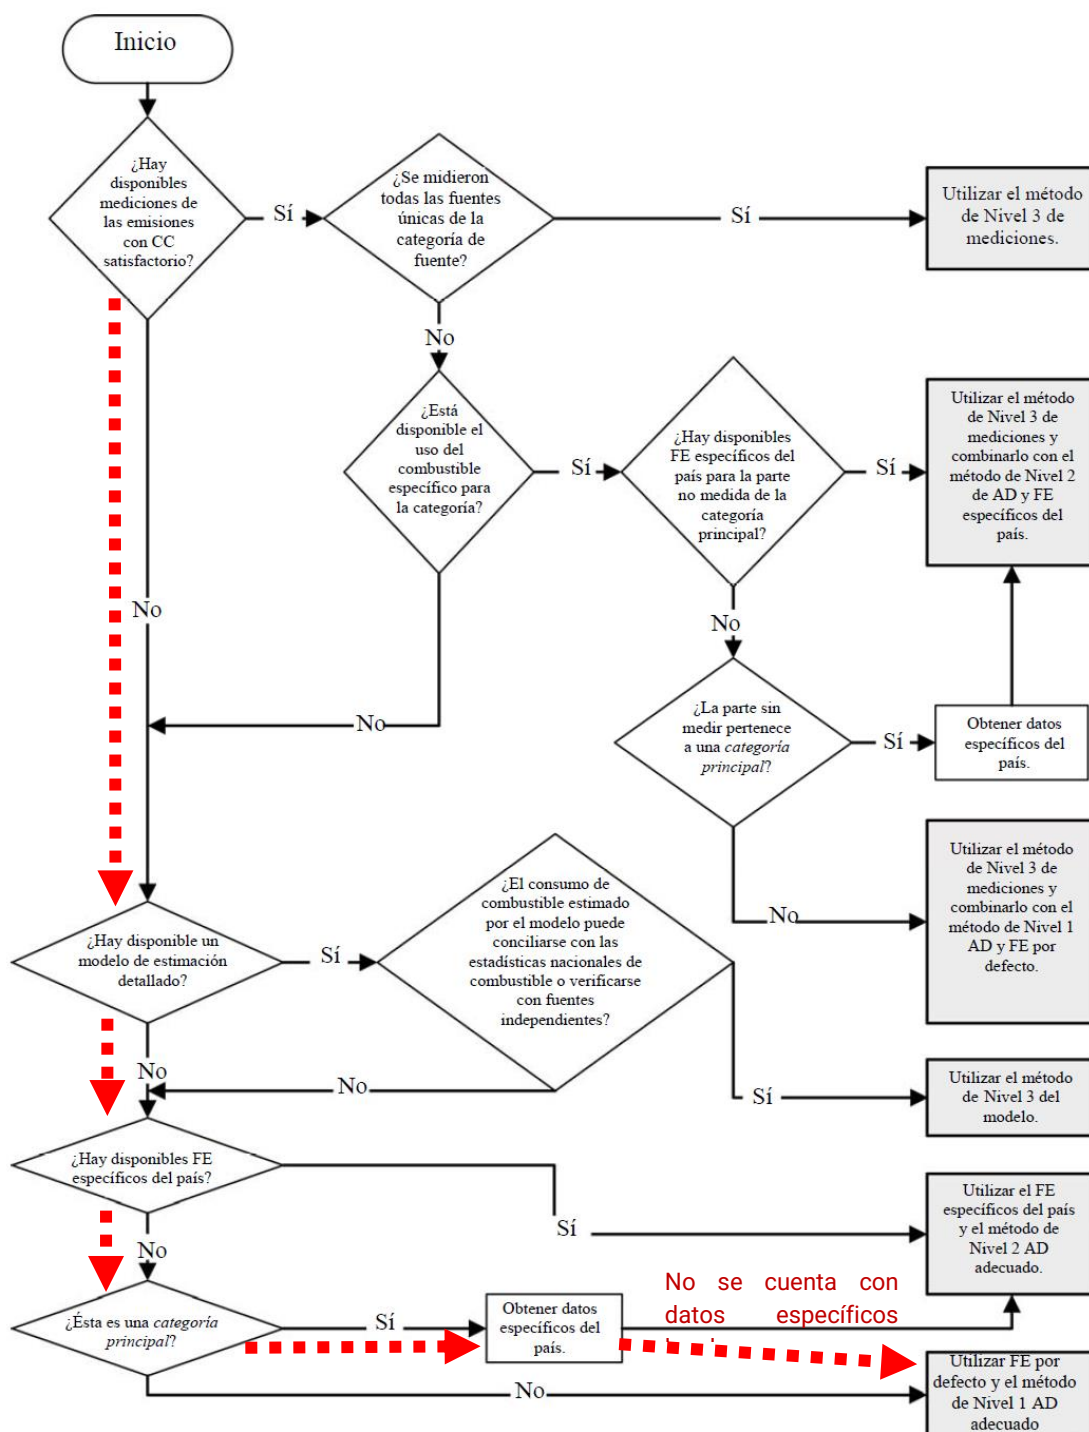 Inicio
¿Hay
disponibles
mediciones de
las emisiones
con CC
satisfactorio?
Sí
¿Se midieron
todas las fuentes
únicas de la
categoría de
fuente?
Sí
Utilizar el método
de Nivel 3 de
mediciones.
No
¿Está
disponible el
uso del
combustible
específico para
la categoría?
Sí
¿Hay disponibles
FE específicos del
país para la parte
no medida de la
categoría
principal?
Sí
Utilizar el método
de Nivel 3 de
mediciones y
combinarlo con el
método de Nivel 2
de AD y FE
específicos del
país.
No
No
No
¿La parte sin
medir pertenece
a una categoría
principal?
Sí
Obtener datos
específicos del
país.
No
Utilizar el método
de Nivel 3 de
mediciones y
combinarlo con el
método de Nivel 1
AD y FE por
defecto.
¿Hay disponible un
modelo de estimación
detallado?
Sí
¿El consumo de
combustible estimado
por el modelo puede
conciliarse con las
estadísticas nacionales de
combustible o verificarse
con fuentes
independientes?
No
No
Sí
Utilizar el método
de Nivel 3 del
modelo.
¿Hay disponibles FE
específicos del país?
Sí
Utilizar el FE
específicos del país
y el método de
Nivel 2 AD
adecuado.
No
¿Ésta es una categoría
principal?
Sí
Obtener datos
específicos del
país.
No se cuenta con
datos específicos
No
Utilizar FE por
defecto y el método
de Nivel 1 AD
adecuado